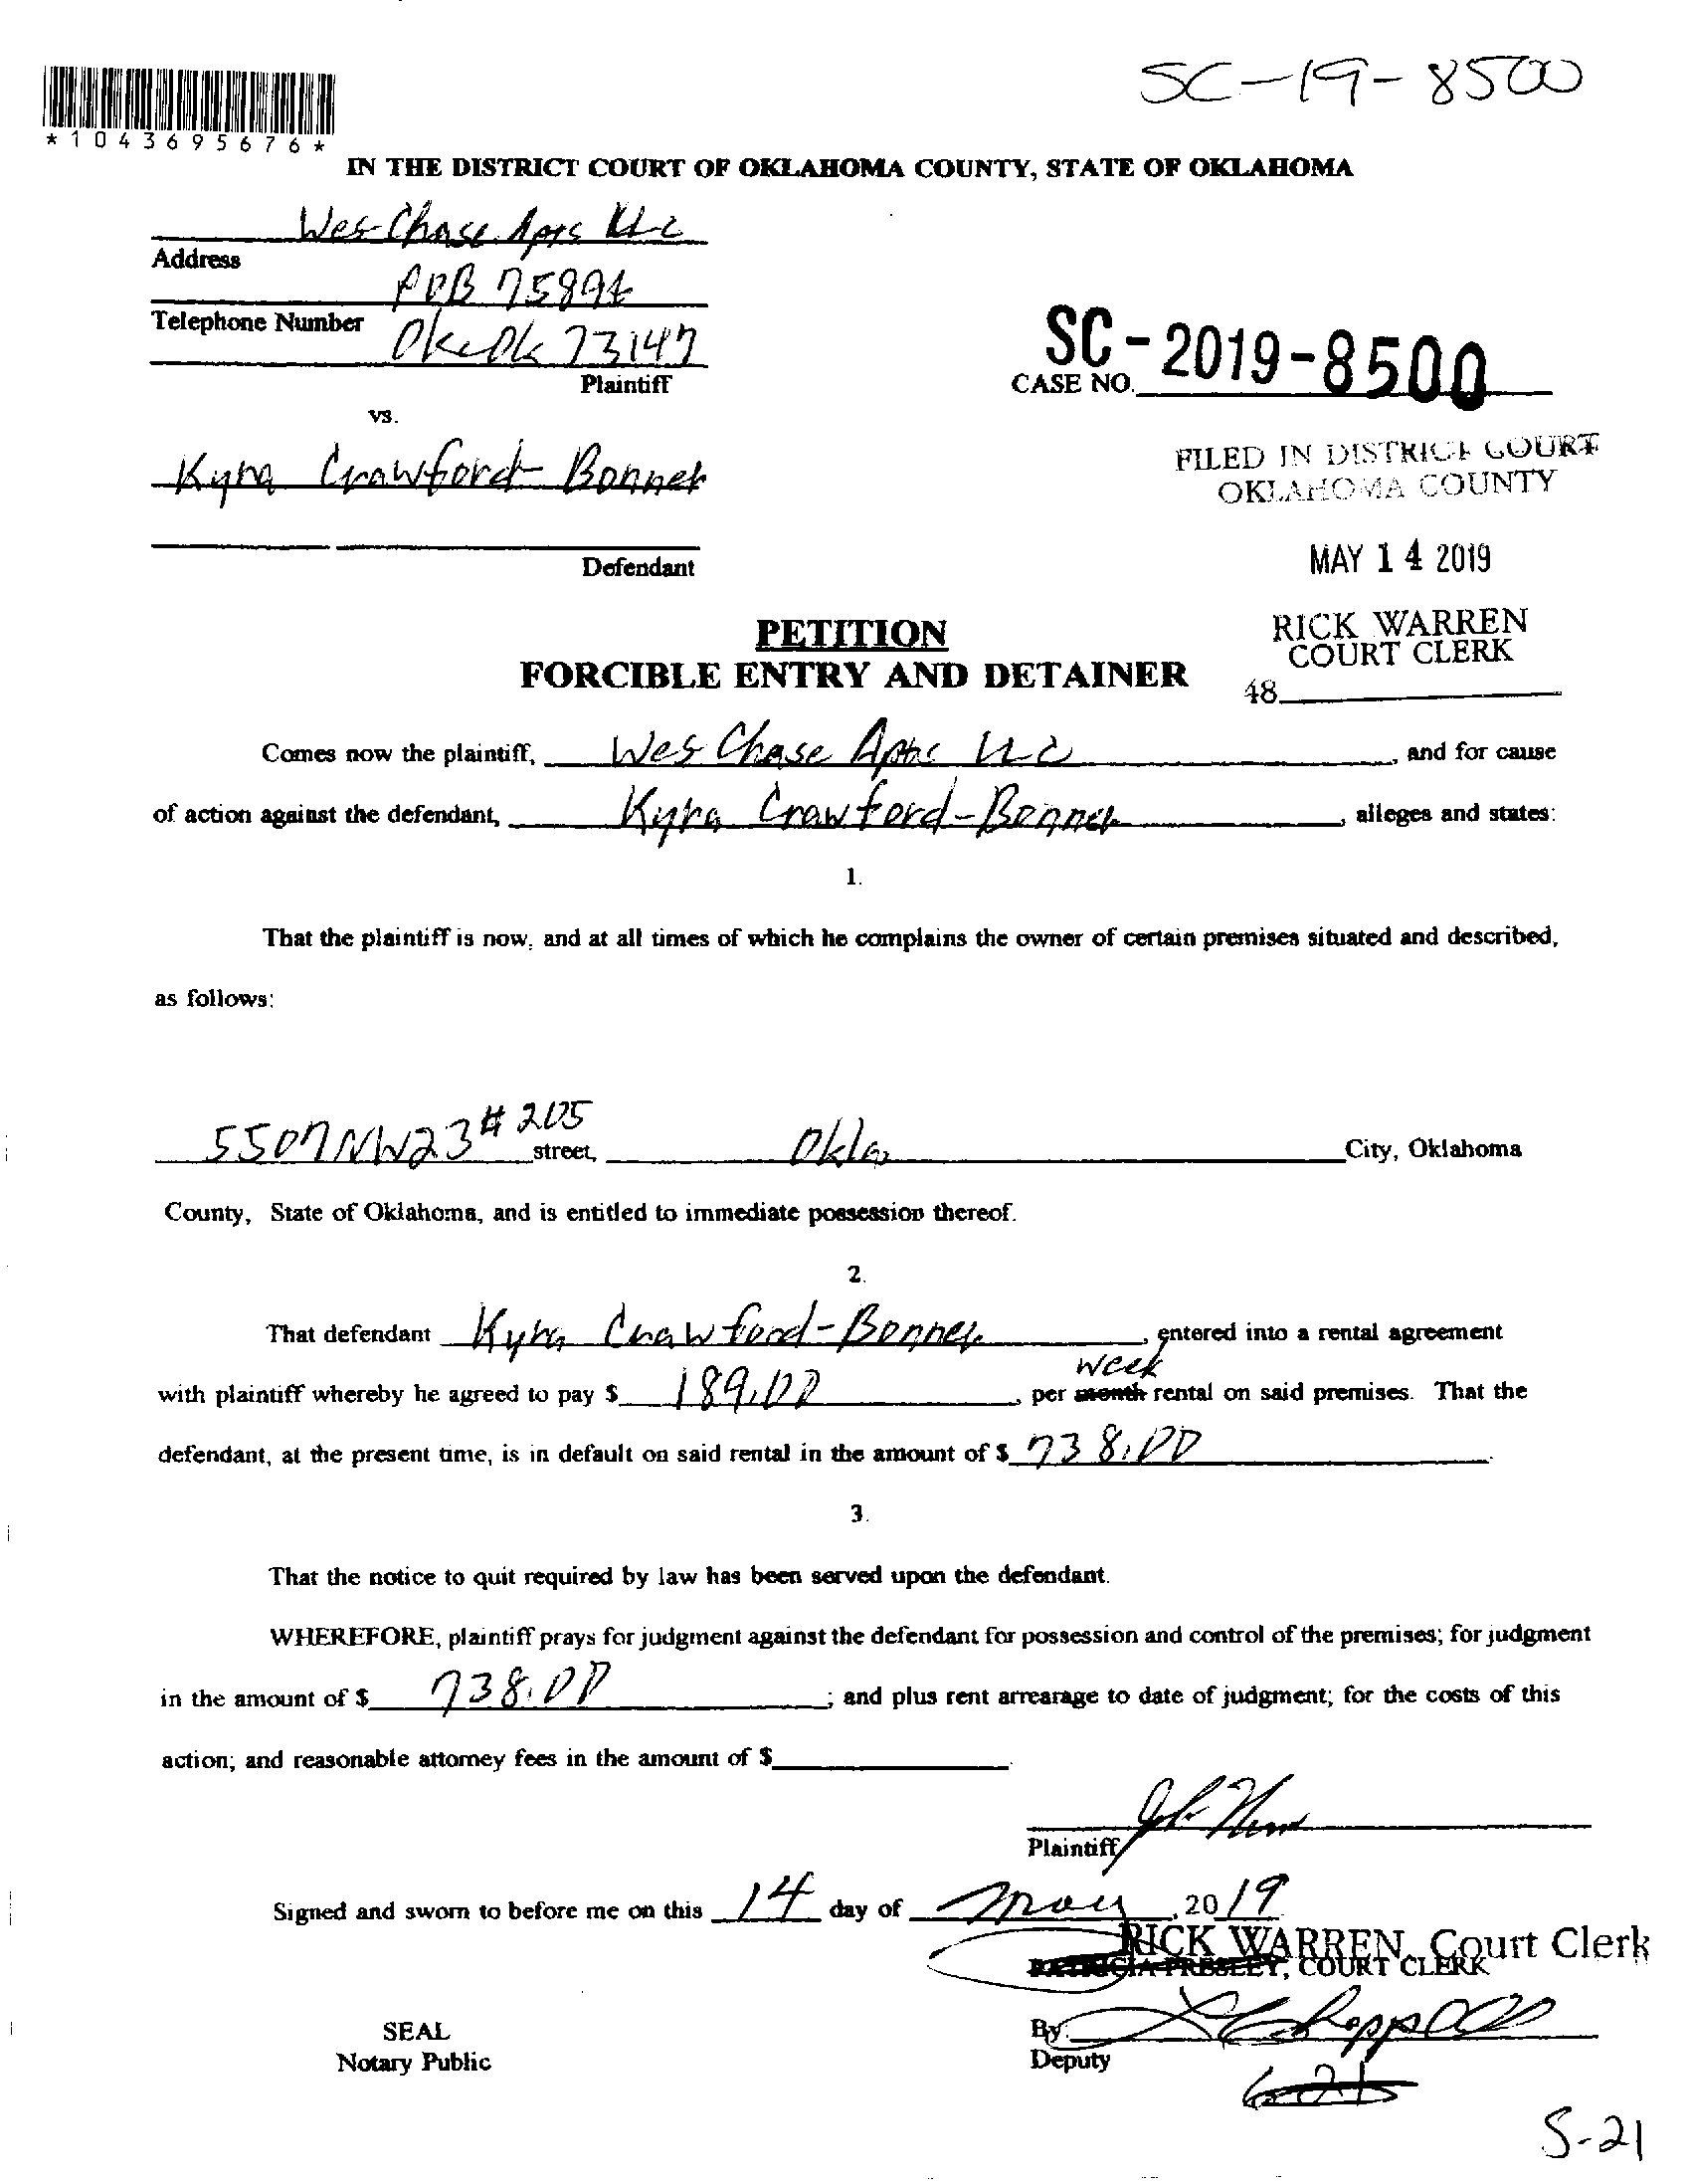 SC-19-8500
*1043695676*
IN THE DISTRICT COURT OF OKLAHOMA COUNTY, STATE OF OKLAHOMA
Wes Chase Apts LLC
Address
POB 75894
Telephone Number
Okc Ok 73147
Plaintiff
SC-2019-8500
CASE NO.
vs.
Kyra Crawford-Bonner
FILED IN DISTRICT COURT
OKLAHOMA COUNTY
Defendant
MAY 14 2019
PETITION
FORCIBLE ENTRY AND DETAINER
RICK WARREN
COURT CLERK
48
Comes now the plaintiff, Wes Chase Apts LLC, and for cause
of action against the defendant, Kyra Crawford-Bonner, alleges and states:
1.
That the plaintiff is now, and at all times of which he complains the owner of certain premises situated and described,
as follows:
5507 NW 23 #205 street, Okla City, Oklahoma
County, State of Oklahoma, and is entitled to immediate possession thereof.
2.
That defendant Kyra Crawford-Bonner, entered into a rental agreement
week
with plaintiff whereby he agreed to pay $ 189.00, per month rental on said premises. That the
defendant, at the present time, is in default on said rental in the amount of $ 738.00.
3.
That the notice to quit required by law has been served upon the defendant.
WHEREFORE, plaintiff prays for judgment against the defendant for possession and control of the premises; for judgment
in the amount of $ 738.00; and plus rent arrearage to date of judgment; for the costs of this
action; and reasonable attorney fees in the amount of $
Plaintiff
Signed and sworn to before me on this 14 day of May, 2019
RICK WARREN, Court Clerk
PATRICIA PRESLEY, COURT CLERK
SEAL
By:
Notary Public
Deputy
S-21